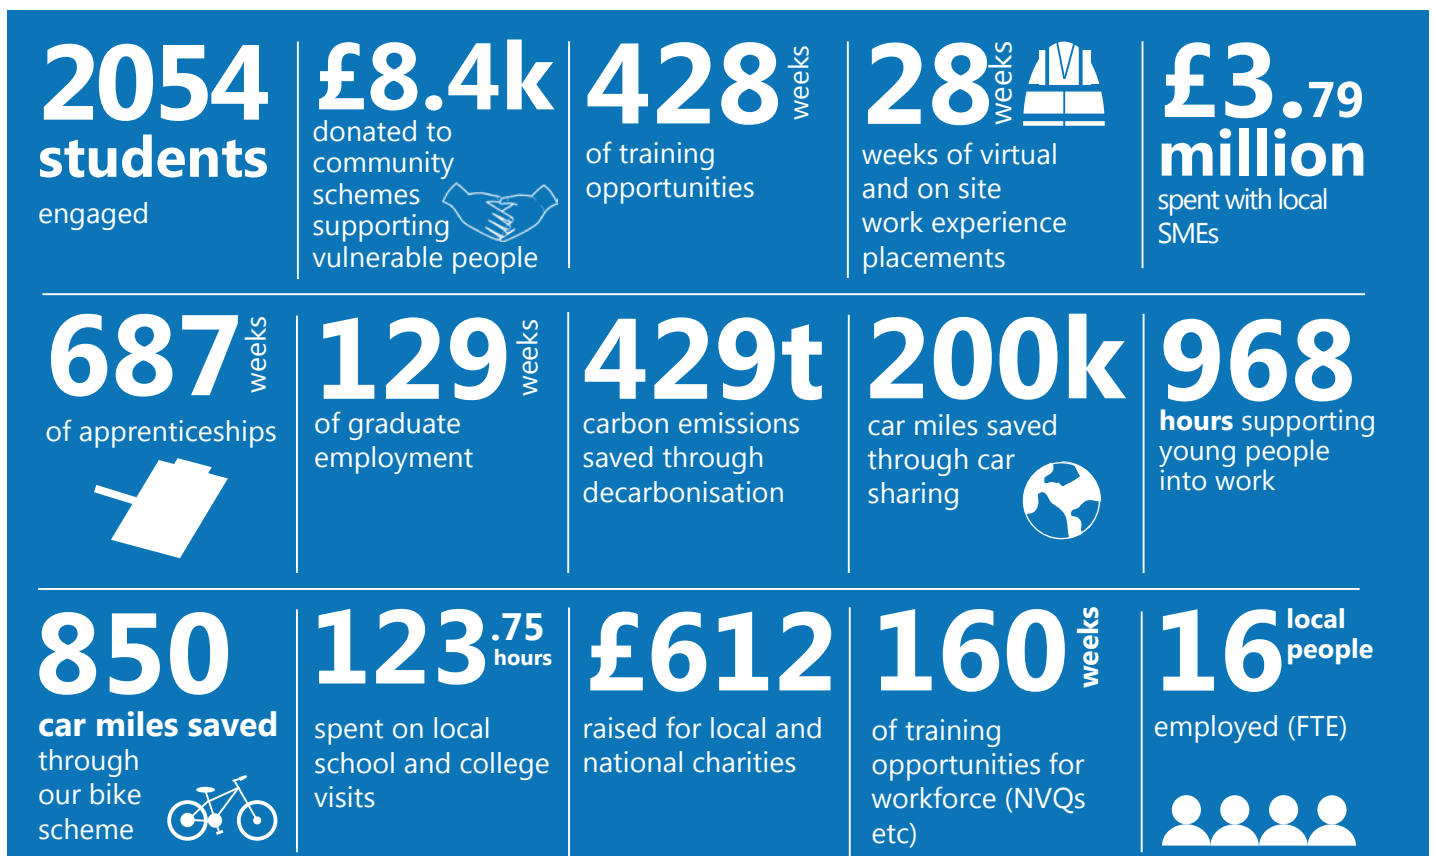 2054
students
engaged
£8.4k
donated to
community
schemes
supporting
vulnerable people
428 weeks
of training
opportunities
28 weeks
weeks of virtual
and on site
work experience
placements
£3.79
million
spent with local
SMEs
687 weeks
of apprenticeships
129 weeks
of graduate
employment
429t
carbon emissions
saved through
decarbonisation
200k
car miles saved
through car
sharing
968
hours supporting
young people
into work
850
car miles saved
through
our bike
scheme
123.75
hours
spent on local
school and college
visits
£612
raised for local and
national charities
160 weeks
of training
opportunities for
workforce (NVQs
etc)
16 local
people
employed (FTE)